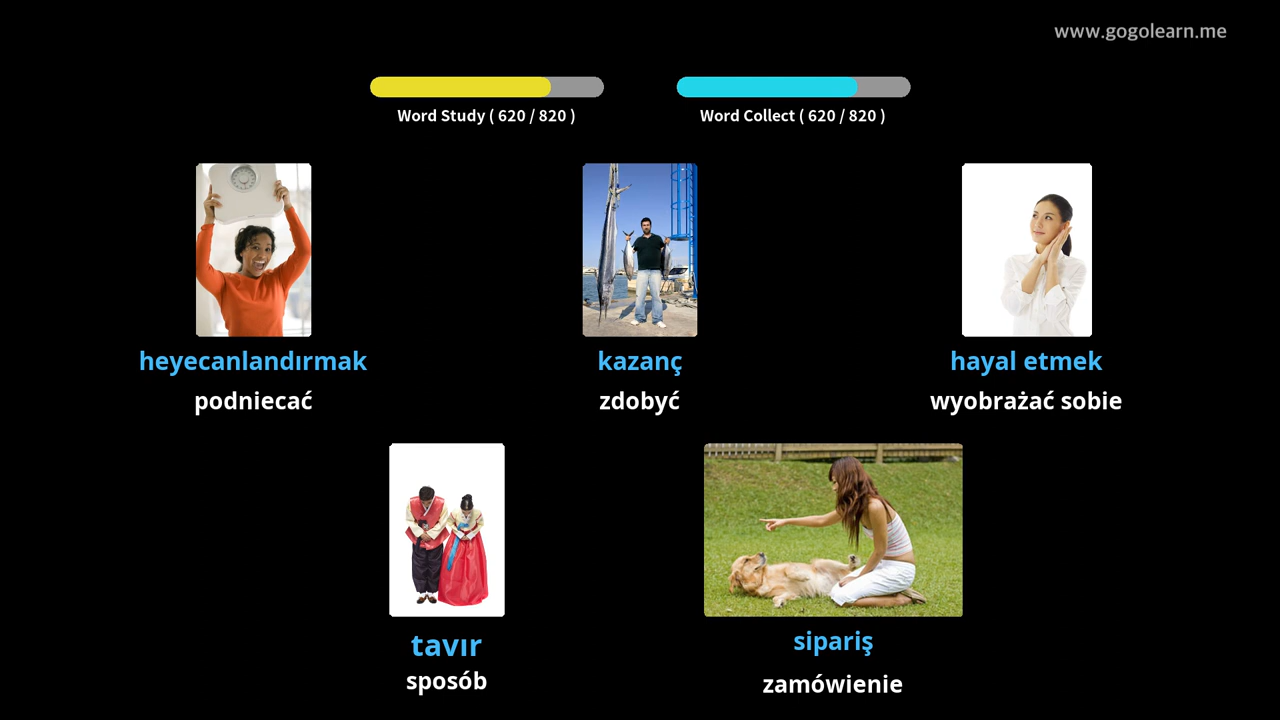 www.gogolearn.me
Word Study ( 620 / 820 )
Word Collect ( 620 / 820 )
heyecanlandırmak
podniecać
kazanç
zdobyć
hayal etmek
wyobrażać sobie
tavır
sposób
sipariş
zamówienie